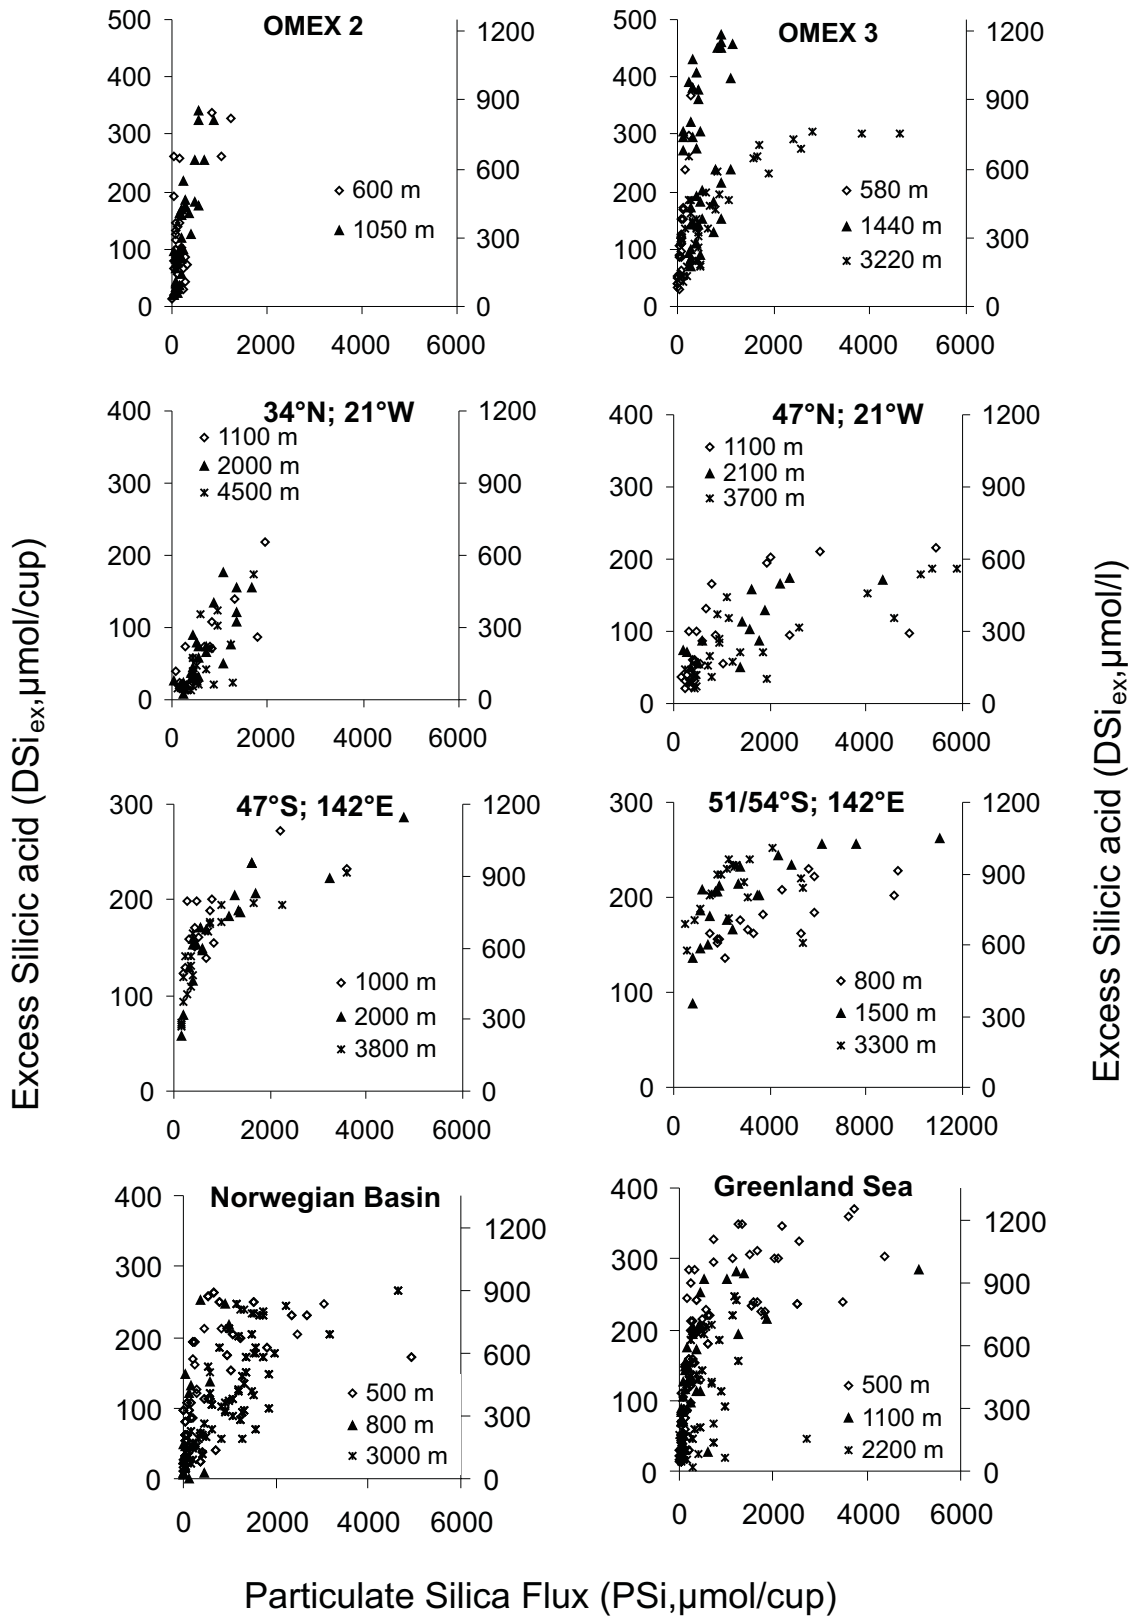 OMEX 2
500
400
300
200
100
0
1200
900
600
300
0
600 m
1050 m
0 2000 4000 6000
OMEX 3
500
400
300
200
100
0
1200
900
600
300
0
580 m
1440 m
3220 m
0 2000 4000 6000
34°N; 21°W
400
300
200
100
0
1200
900
600
300
0
1100 m
2000 m
4500 m
0 2000 4000 6000
47°N; 21°W
400
300
200
100
0
1200
900
600
300
0
1100 m
2100 m
3700 m
0 2000 4000 6000
47°S; 142°E
300
200
100
0
1200
900
600
300
0
1000 m
2000 m
3800 m
0 2000 4000 6000
51/54°S; 142°E
300
200
100
0
1200
900
600
300
0
800 m
1500 m
3300 m
0 4000 8000 12000
Norwegian Basin
400
300
200
100
0
1200
900
600
300
0
500 m
800 m
3000 m
0 2000 4000 6000
Greenland Sea
400
300
200
100
0
1200
900
600
300
0
500 m
1100 m
2200 m
0 2000 4000 6000
Excess Silicic acid (DSiex,µmol/cup)
Excess Silicic acid (DSiex,µmol/l)
Particulate Silica Flux (PSi,µmol/cup)